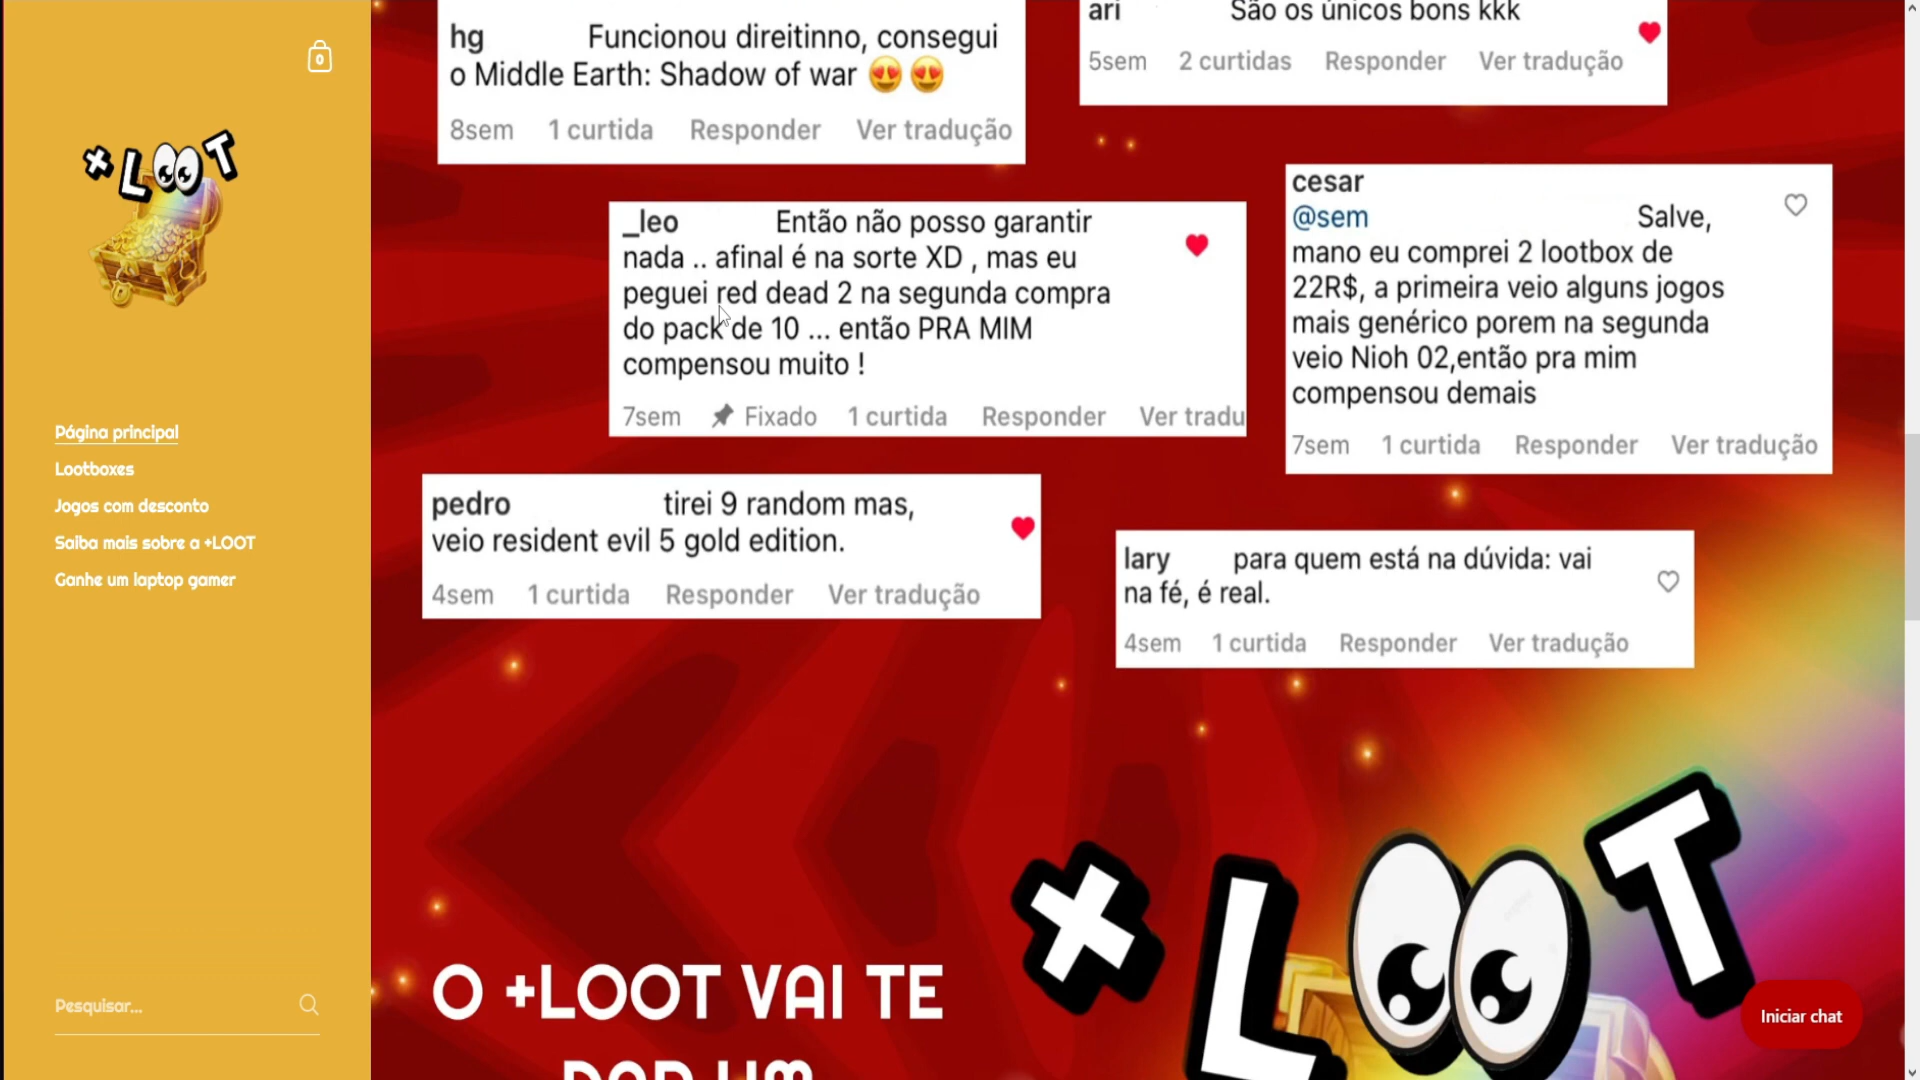 0
+LOOT
Página principal
Lootboxes
Jogos com desconto
Saiba mais sobre a +LOOT
Ganhe um laptop gamer
Pesquisar...
hg Funcionou direitinno, consegui
o Middle Earth: Shadow of war 😍 😍
8sem 1 curtida Responder Ver tradução
ari São os únicos bons kkk
5sem 2 curtidas Responder Ver tradução
_leo Então não posso garantir
nada .. afinal é na sorte XD , mas eu
peguei red dead 2 na segunda compra
do pack de 10 ... então PRA MIM
compensou muito !
7sem Fixado 1 curtida Responder Ver tradu
cesar
@sem Salve,
mano eu comprei 2 lootbox de
22R$, a primeira veio alguns jogos
mais genérico porem na segunda
veio Nioh 02,então pra mim
compensou demais
7sem 1 curtida Responder Ver tradução
pedro tirei 9 random mas,
veio resident evil 5 gold edition.
4sem 1 curtida Responder Ver tradução
lary para quem está na dúvida: vai
na fé, é real.
4sem 1 curtida Responder Ver tradução
O +LOOT VAI TE
DAR UM
+LOOT
Iniciar chat